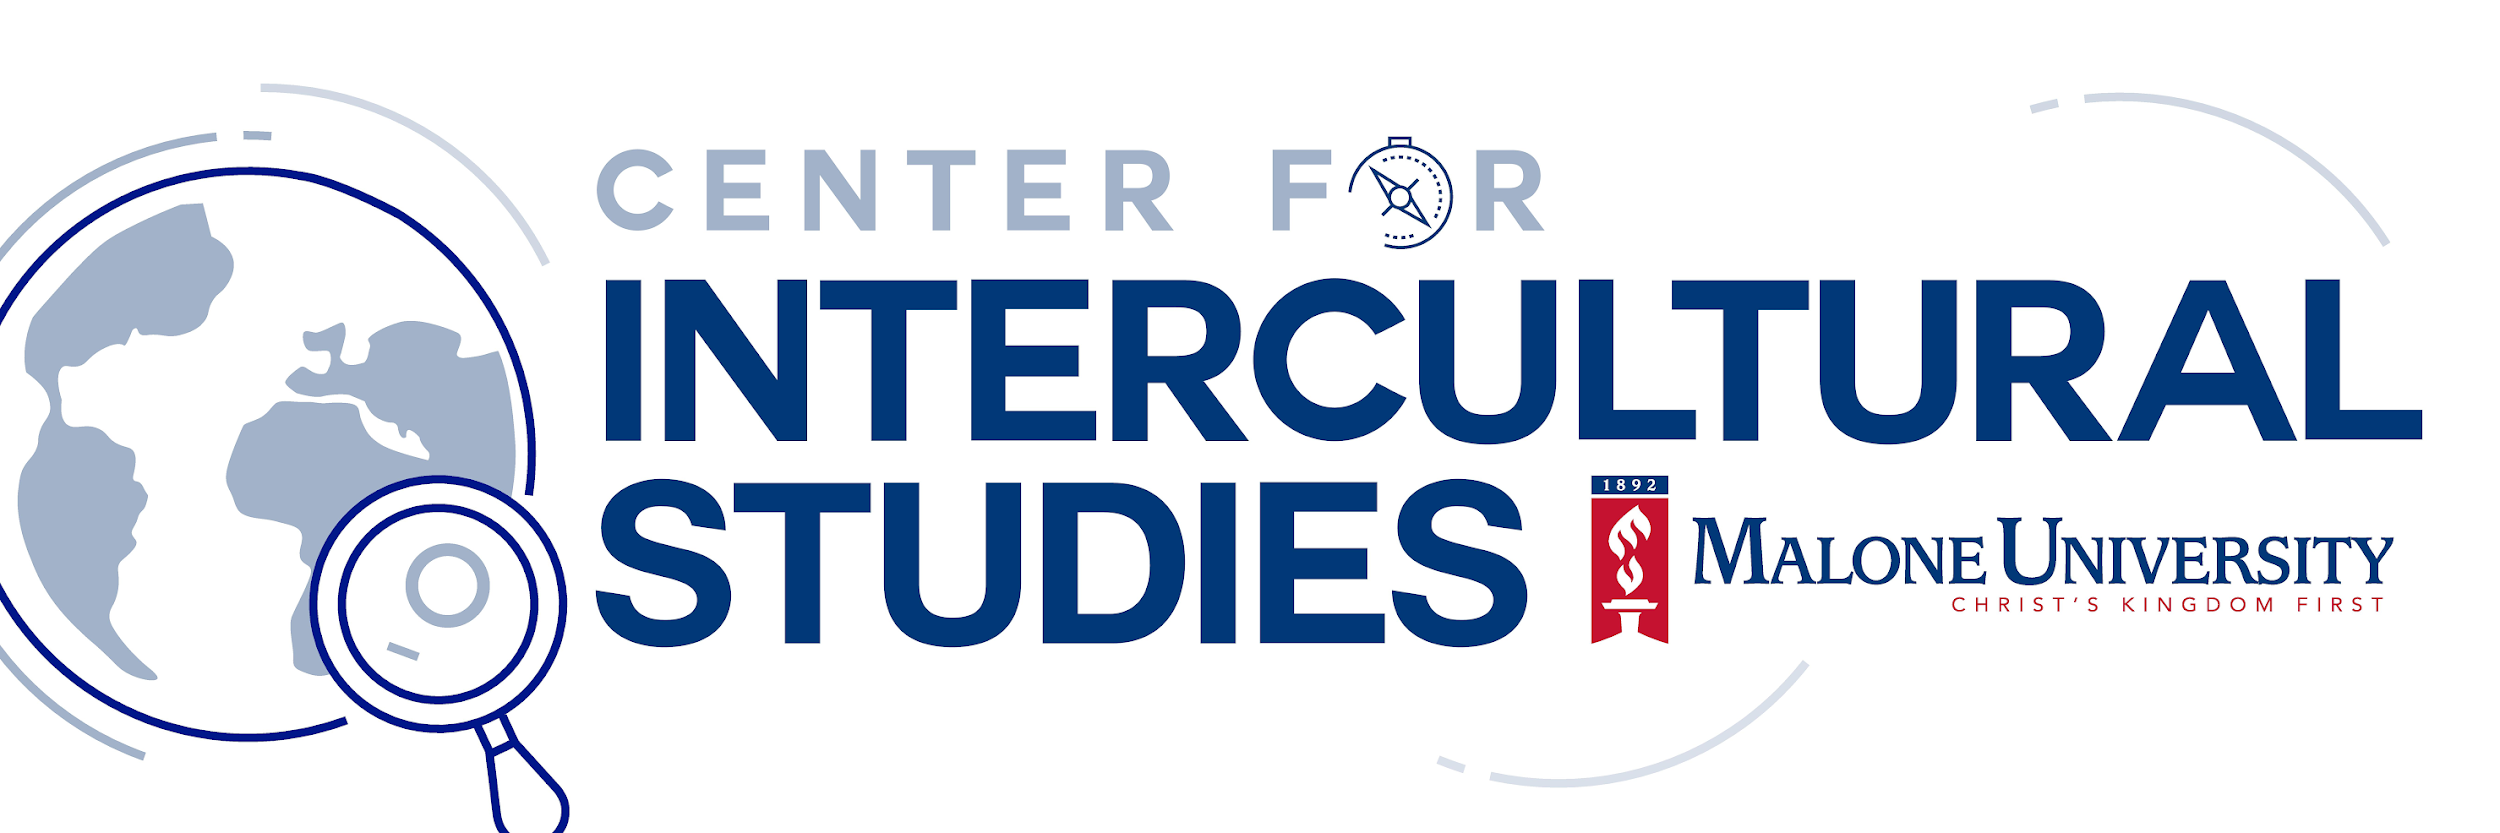 CENTER FOR
INTERCULTURAL
STUDIES
1892
MALONE UNIVERSITY
CHRIST'S KINGDOM FIRST